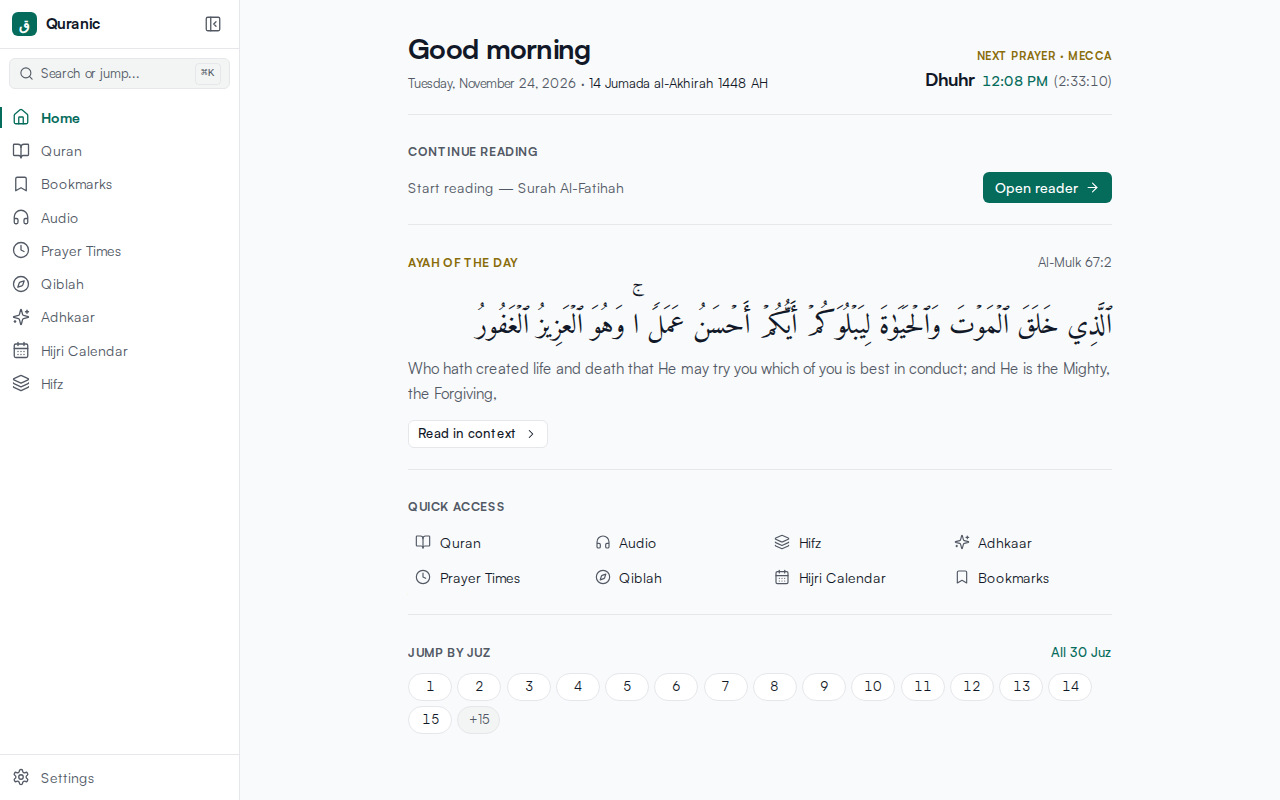 ق Quranic
Search or jump... ⌘K
Home
Quran
Bookmarks
Audio
Prayer Times
Qiblah
Adhkaar
Hijri Calendar
Hifz
Settings
Good morning
Tuesday, November 24, 2026 · 14 Jumada al-Akhirah 1448 AH
NEXT PRAYER · MECCA
Dhuhr 12:08 PM (2:33:10)
CONTINUE READING
Start reading — Surah Al-Fatihah
Open reader
AYAH OF THE DAY
Al-Mulk 67:2
ٱلَّذِي خَلَقَ ٱلۡمَوۡتَ وَٱلۡحَيَوٰةَ لِيَبۡلُوَكُمۡ أَيُّكُمۡ أَحۡسَنُ عَمَلٗ ا ۚ وَهُوَ ٱلۡعَزِيزُ ٱلۡغَفُورُ
Who hath created life and death that He may try you which of you is best in conduct; and He is the Mighty,
the Forgiving,
Read in context
QUICK ACCESS
Quran Audio Hifz Adhkaar
Prayer Times Qiblah Hijri Calendar Bookmarks
JUMP BY JUZ
All 30 Juz
1 2 3 4 5 6 7 8 9 10 11 12 13 14
15 +15